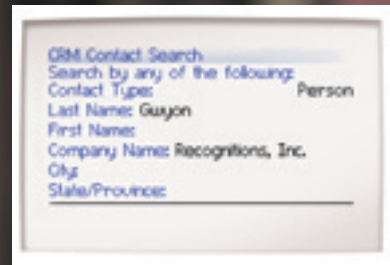 CRM Contact Search
Search by any of the following:
Contact Type: Person
Last Name: Gwyon
First Name:
Company Name: Recognitions, Inc.
City:
State/Province: